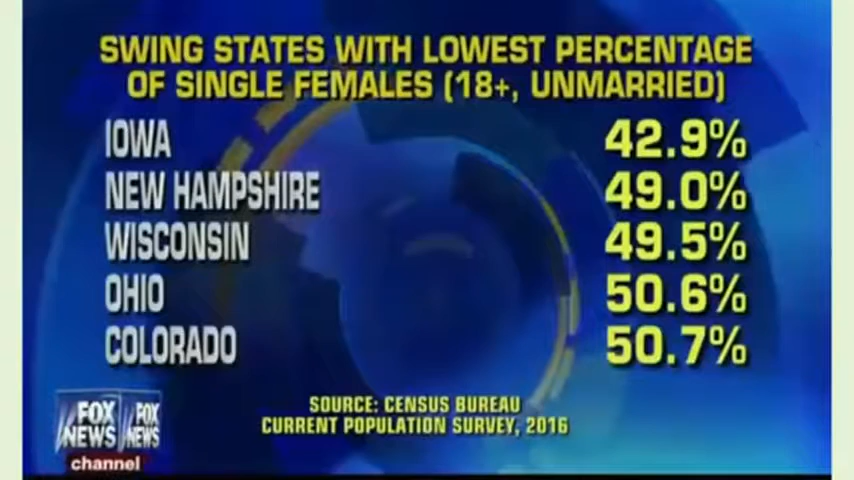 SWING STATES WITH LOWEST PERCENTAGE
OF SINGLE FEMALES (18+, UNMARRIED)
IOWA 42.9%
NEW HAMPSHIRE 49.0%
WISCONSIN 49.5%
OHIO 50.6%
COLORADO 50.7%
SOURCE: CENSUS BUREAU
CURRENT POPULATION SURVEY, 2016
FOX NEWS FOX NEWS
channel